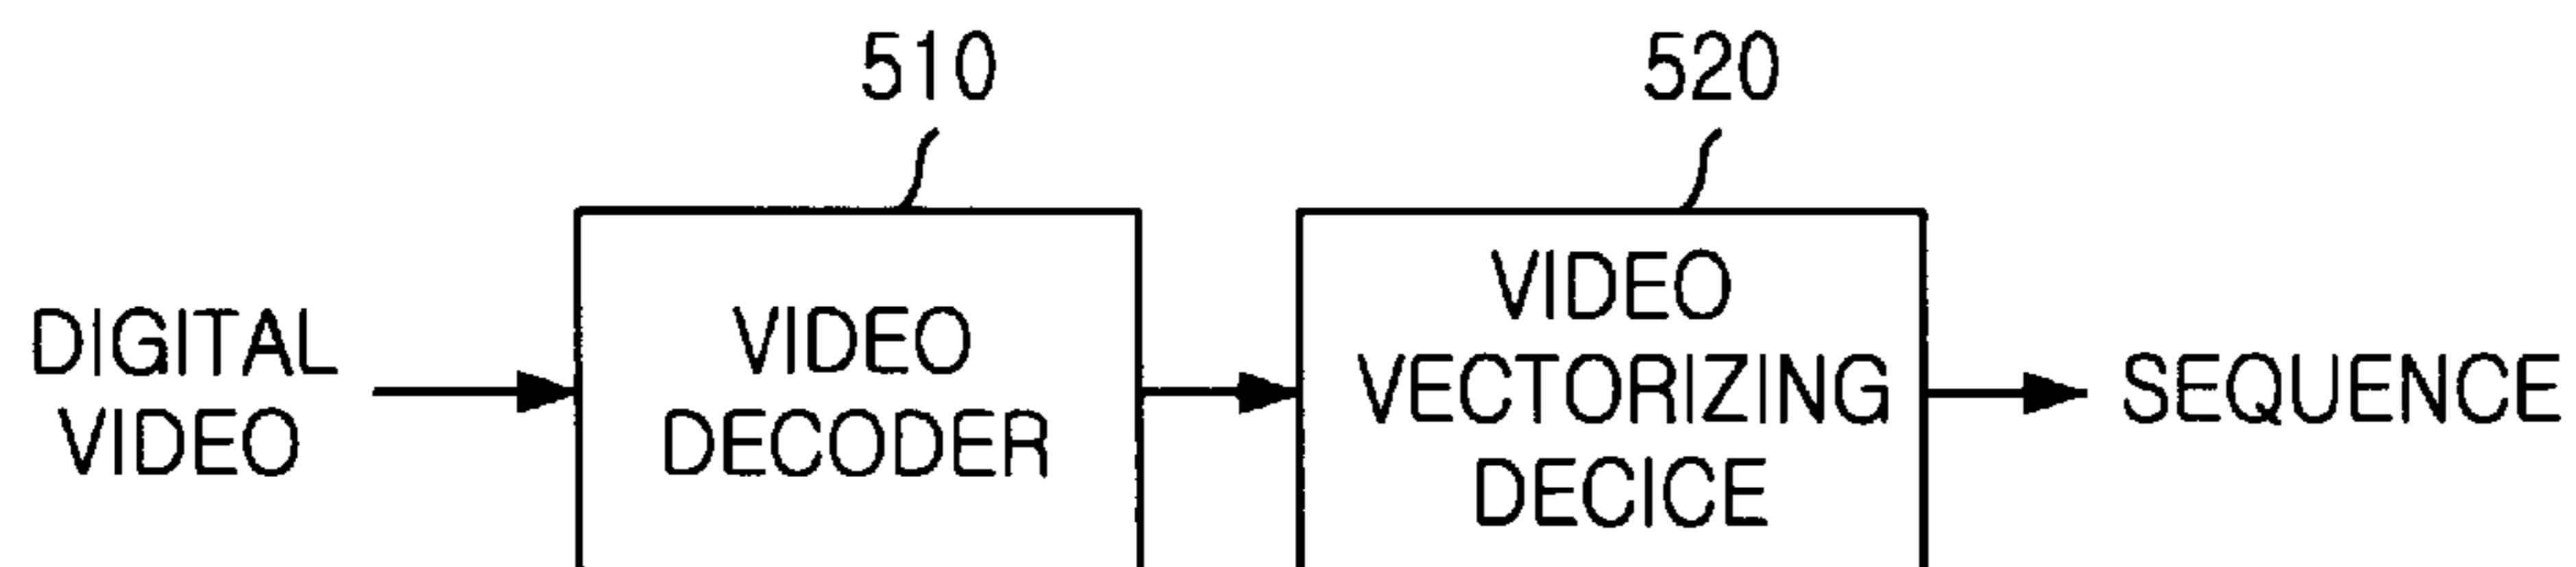 510
520
DIGITAL
VIDEO
VIDEO
DECODER
VIDEO
VECTORIZING
DECICE
SEQUENCE